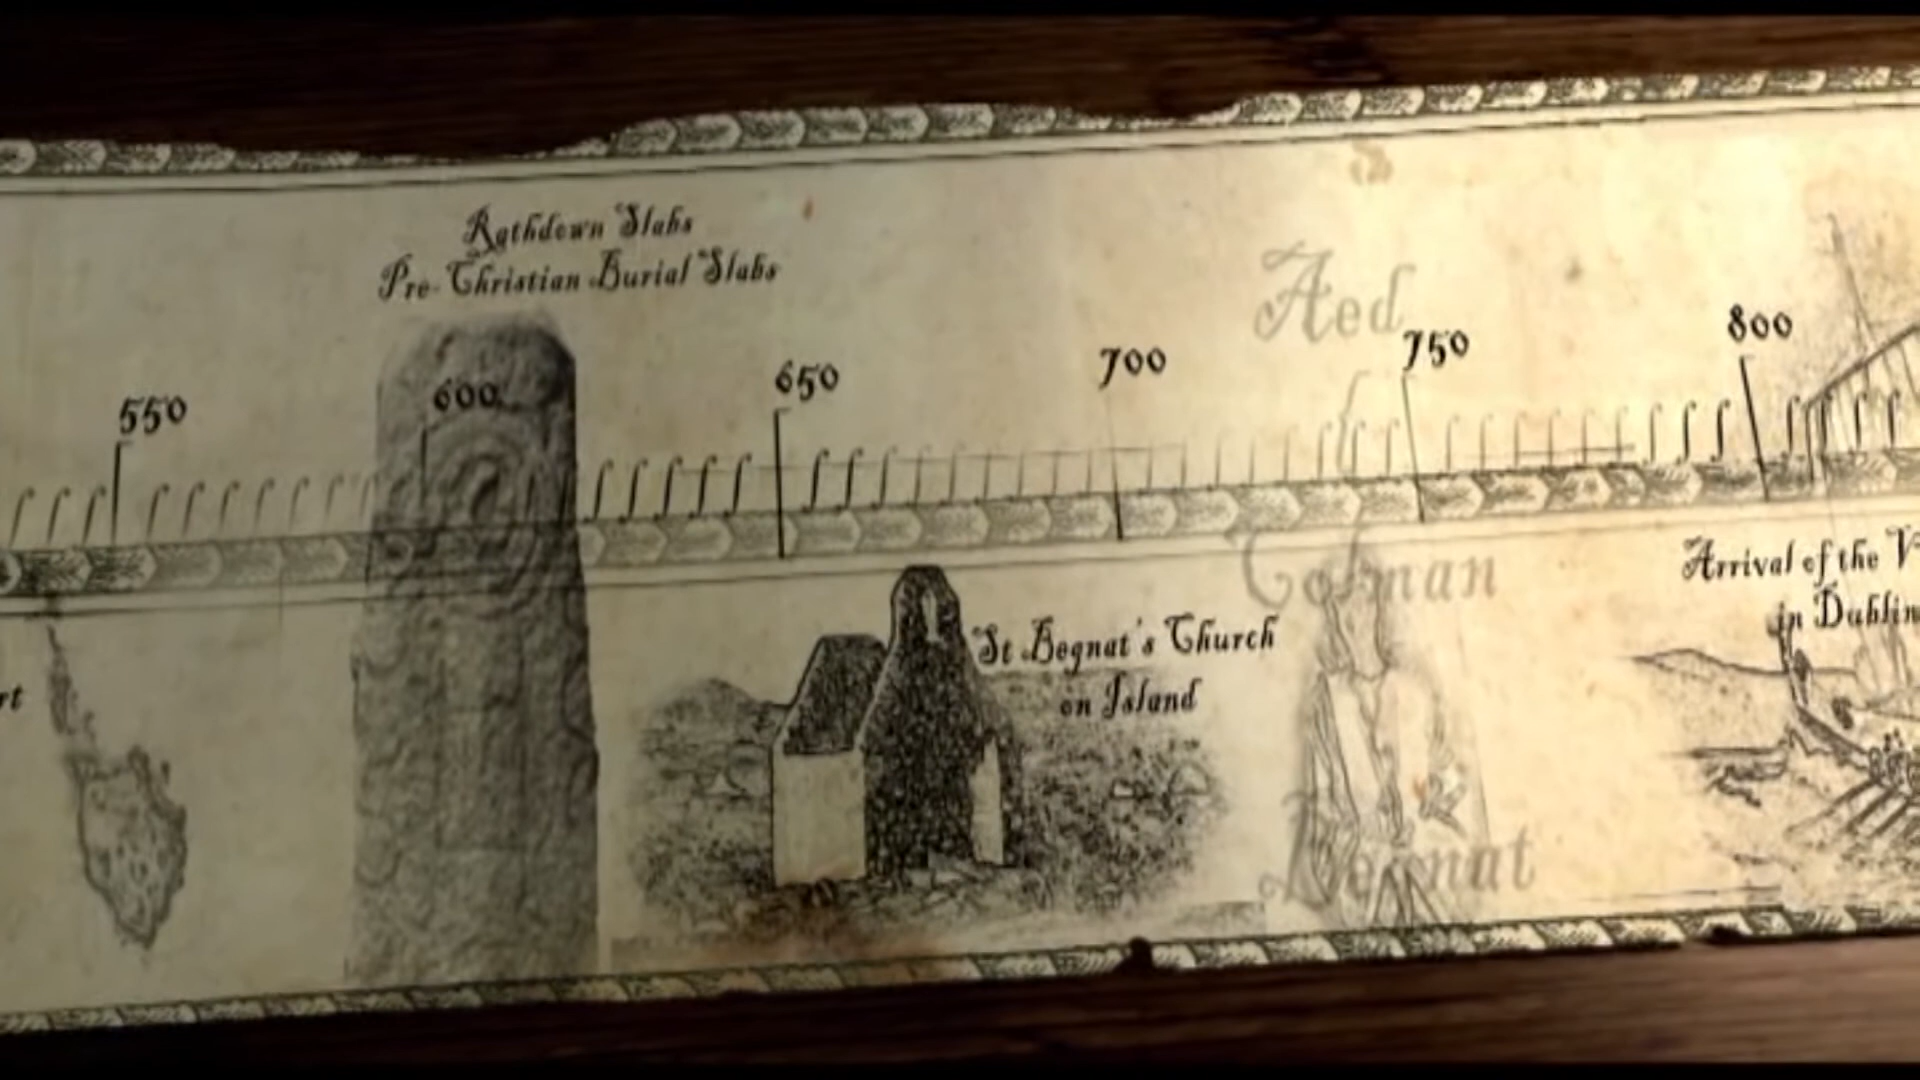 Rathdown Slabs
Pre-Christian Burial Slabs
Aed
550
600
650
700
750
800
Colman
Arrival of the V
in Dublin
St Begnat's Church
on Island
rt
Begnat